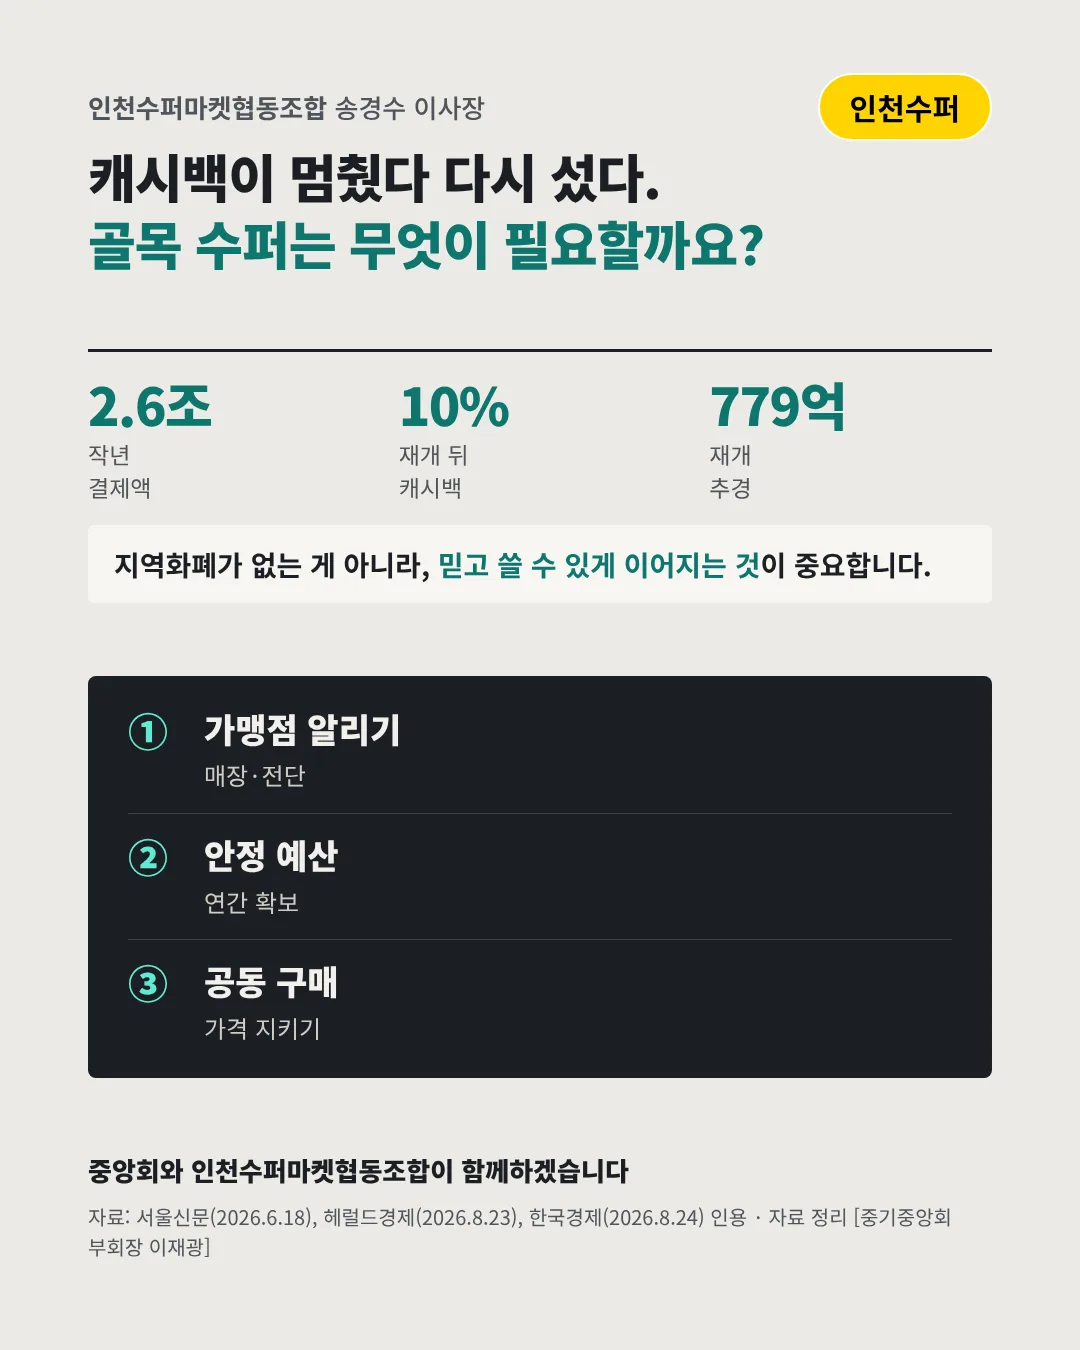 인천수퍼마켓협동조합 송경수 이사장
인천수퍼
캐시백이 멈췄다 다시 섰다.
골목 수퍼는 무엇이 필요할까요?
2.6조
작년
결제액
10%
재개 뒤
캐시백
779억
재개
추경
지역화폐가 없는 게 아니라, 믿고 쓸 수 있게 이어지는 것이 중요합니다.
① 가맹점 알리기
매장·전단
② 안정 예산
연간 확보
③ 공동 구매
가격 지키기
중앙회와 인천수퍼마켓협동조합이 함께하겠습니다
자료: 서울신문(2026.6.18), 헤럴드경제(2026.8.23), 한국경제(2026.8.24) 인용 · 자료 정리 [중기중앙회
부회장 이재광]